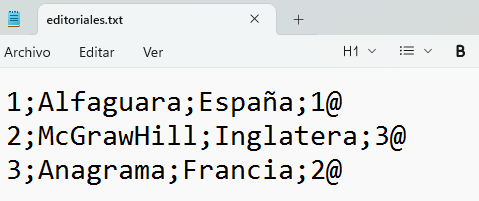 editoriales.txt
Archivo Editar Ver H1 B
1;Alfaguara;España;1@
2;McGrawHill;Inglatera;3@
3;Anagrama;Francia;2@